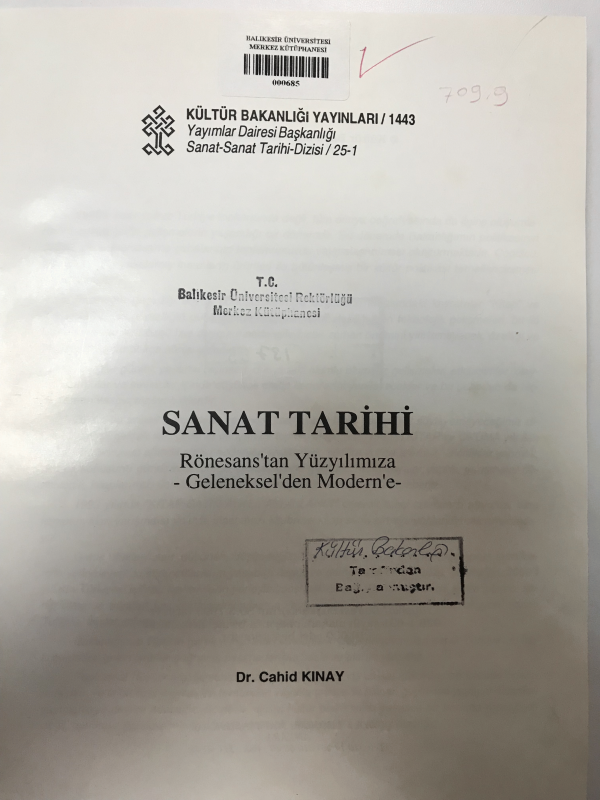 BALIKESİR ÜNİVERSİTESİ
MERKEZ KÜTÜPHANESİ
000685
709.9
KÜLTÜR BAKANLIĞI YAYINLARI / 1443
Yayımlar Dairesi Başkanlığı
Sanat-Sanat Tarihi-Dizisi / 25-1
T.C.
Balıkesir Üniversitesi Rektörlüğü
Merkez Kütüphanesi
SANAT TARİHİ
Rönesans'tan Yüzyılımıza
- Geleneksel'den Modern'e-
Kültür Bakanlığı
Tarafından
Bağışlanmıştır.
Dr. Cahid KINAY